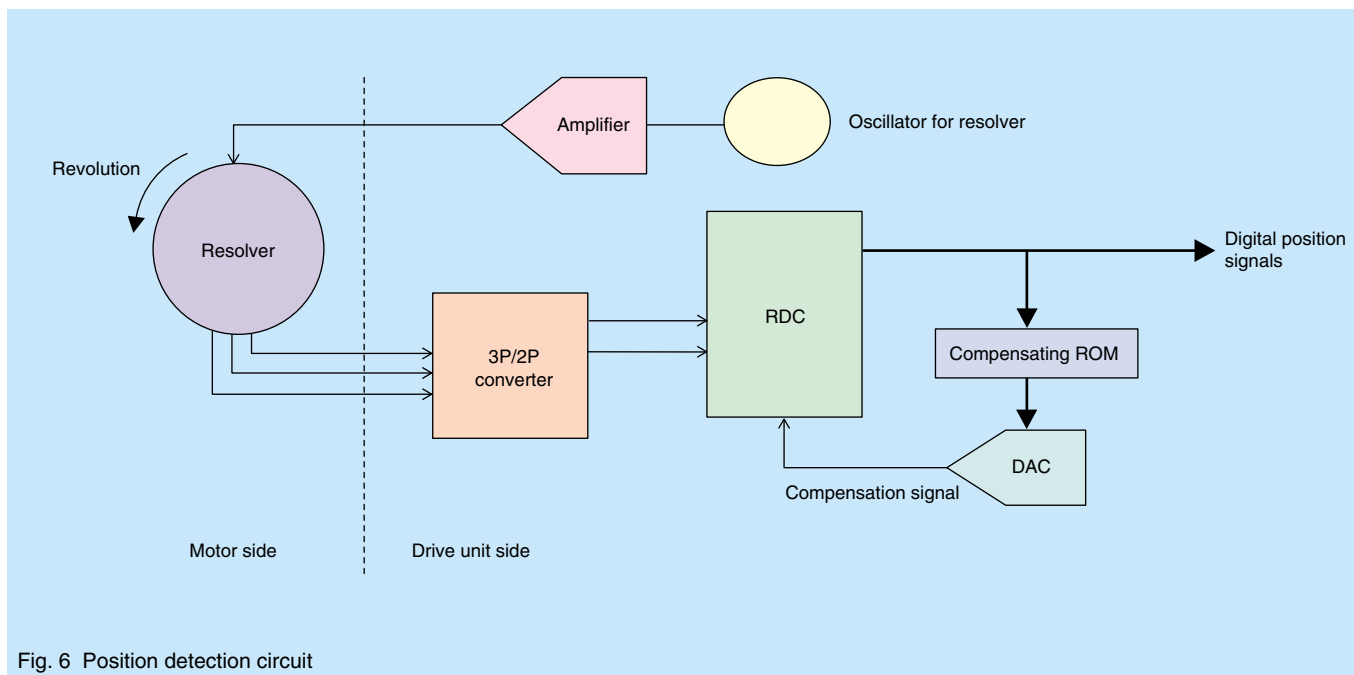 Amplifier
Oscillator for resolver
Revolution
Resolver
Digital position
signals
RDC
3P/2P
converter
Compensating ROM
DAC
Compensation signal
Motor side
Drive unit side
Fig. 6 Position detection circuit